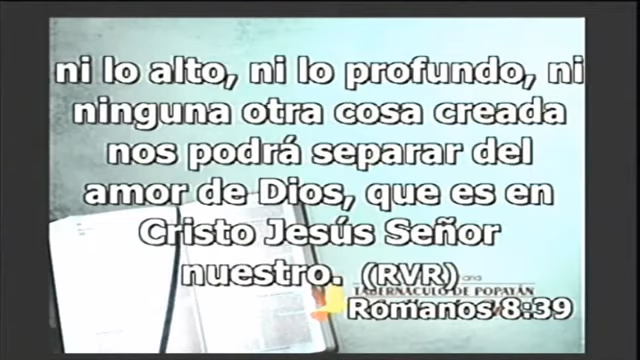 ni lo alto, ni lo profundo, ni
ninguna otra cosa creada
nos podrá separar del
amor de Dios, que es en
Cristo Jesús Señor
nuestro. (RVR)
TABERNÁCULO DE POPAYÁN
Romanos 8:39